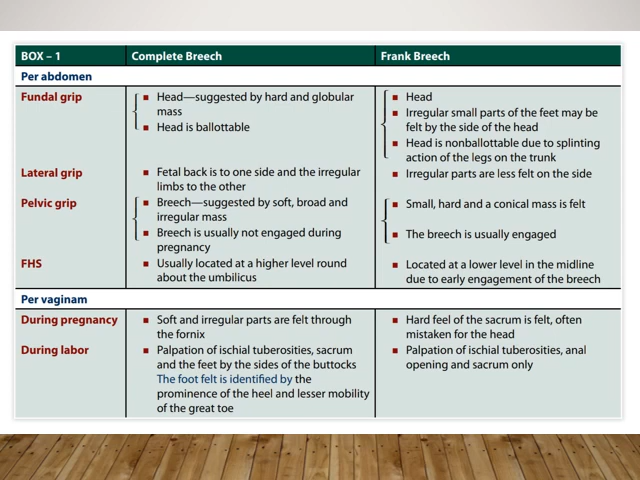 BOX – 1
Complete Breech
Frank Breech
Per abdomen
Fundal grip
■ Head—suggested by hard and globular
mass
■ Head is ballottable
■ Head
■ Irregular small parts of the feet may be
felt by the side of the head
■ Head is nonballottable due to splinting
action of the legs on the trunk
Lateral grip
■ Fetal back is to one side and the irregular
limbs to the other
■ Irregular parts are less felt on the side
Pelvic grip
■ Breech—suggested by soft, broad and
irregular mass
■ Breech is usually not engaged during
pregnancy
■ Small, hard and a conical mass is felt
■ The breech is usually engaged
FHS
■ Usually located at a higher level round
about the umbilicus
■ Located at a lower level in the midline
due to early engagement of the breech
Per vaginam
During pregnancy
■ Soft and irregular parts are felt through
the fornix
■ Hard feel of the sacrum is felt, often
mistaken for the head
During labor
■ Palpation of ischial tuberosities, sacrum
and the feet by the sides of the buttocks
The foot felt is identified by the
prominence of the heel and lesser mobility
of the great toe
■ Palpation of ischial tuberosities, anal
opening and sacrum only